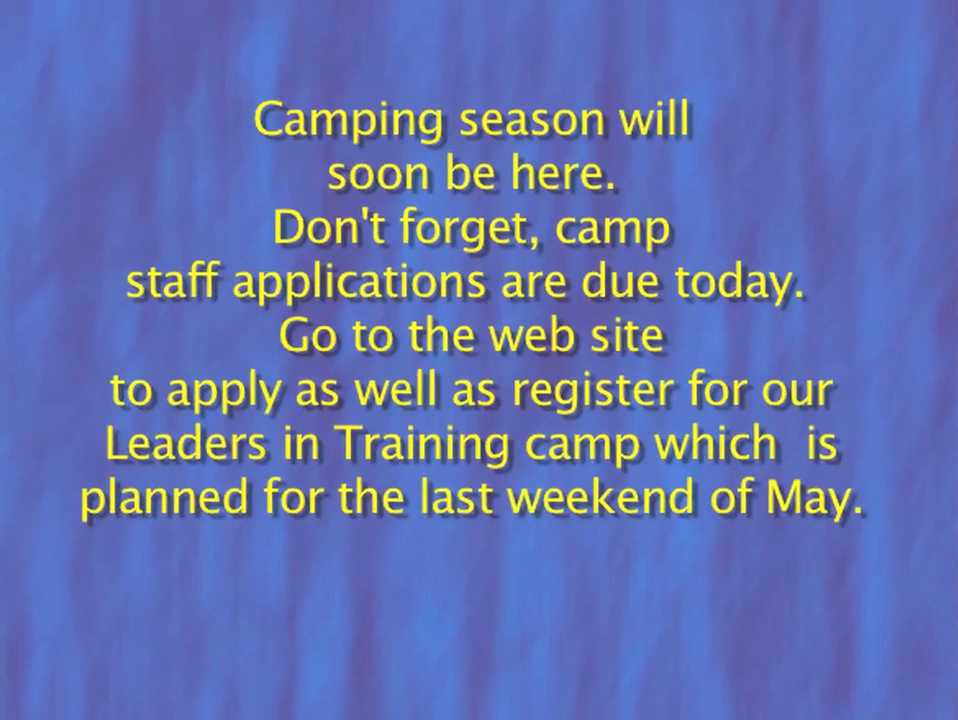 Camping season will
soon be here.
Don't forget, camp
staff applications are due today.
Go to the web site
to apply as well as register for our
Leaders in Training camp which  is
planned for the last weekend of May.